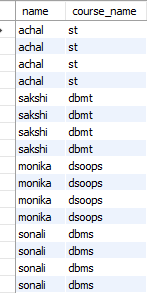 name course_name
achal st
achal st
achal st
achal st
sakshi dbmt
sakshi dbmt
sakshi dbmt
sakshi dbmt
monika dsoops
monika dsoops
monika dsoops
monika dsoops
sonali dbms
sonali dbms
sonali dbms
sonali dbms